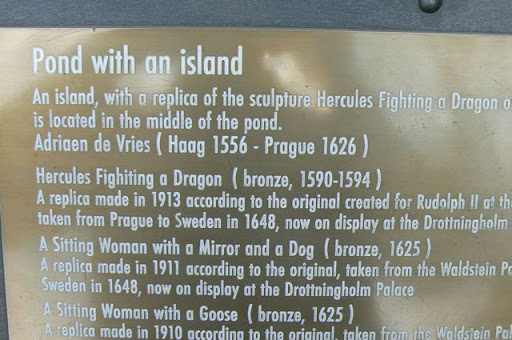 Pond with an island
An island, with a replica of the sculpture Hercules Fighting a Dragon
is located in the middle of the pond.
Adriaen de Vries ( Haag 1556 - Prague 1626 )
Hercules Fighiting a Dragon ( bronze, 1590-1594 )
A replica made in 1913 according to the original created for Rudolph II at the
taken from Prague to Sweden in 1648, now on display at the Drottningholm
A Sitting Woman with a Mirror and a Dog ( bronze, 1625 )
A replica made in 1911 according to the original, taken from the Waldstein
Sweden in 1648, now on display at the Drottningholm Palace
A Sitting Woman with a Goose ( bronze, 1625 )
A replica made in 1910 according to the original, taken from the Waldstein